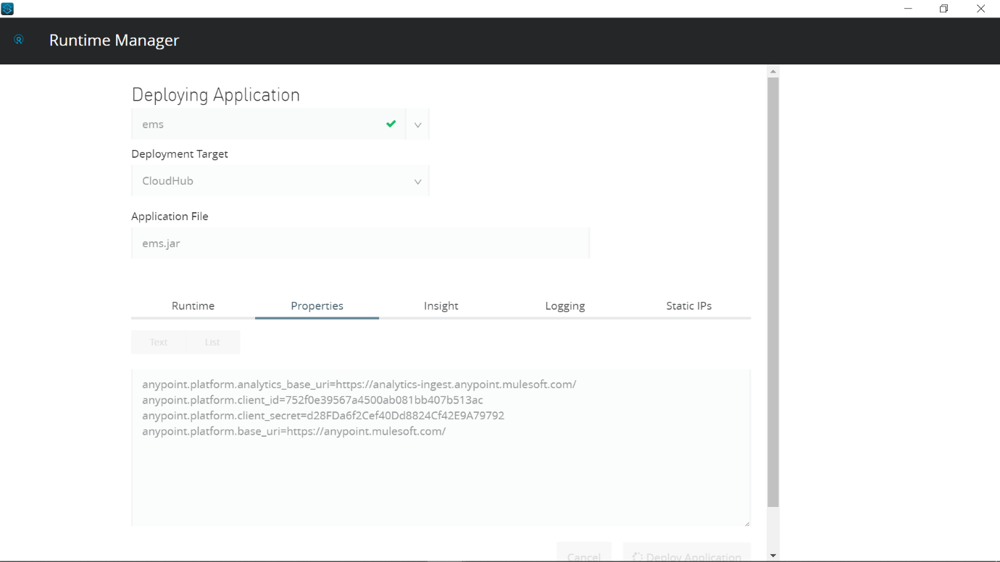 Runtime Manager
Deploying Application
ems
Deployment Target
CloudHub
Application File
ems.jar
Runtime Properties Insight Logging Static IPs
Text List
anypoint.platform.analytics_base_uri=https://analytics-ingest.anypoint.mulesoft.com/
anypoint.platform.client_id=752f0e39567a4500ab081bb407b513ac
anypoint.platform.client_secret=d28FDa6f2Cef40Dd8824Cf42E9A79792
anypoint.platform.base_uri=https://anypoint.mulesoft.com/
Cancel Deploy Application